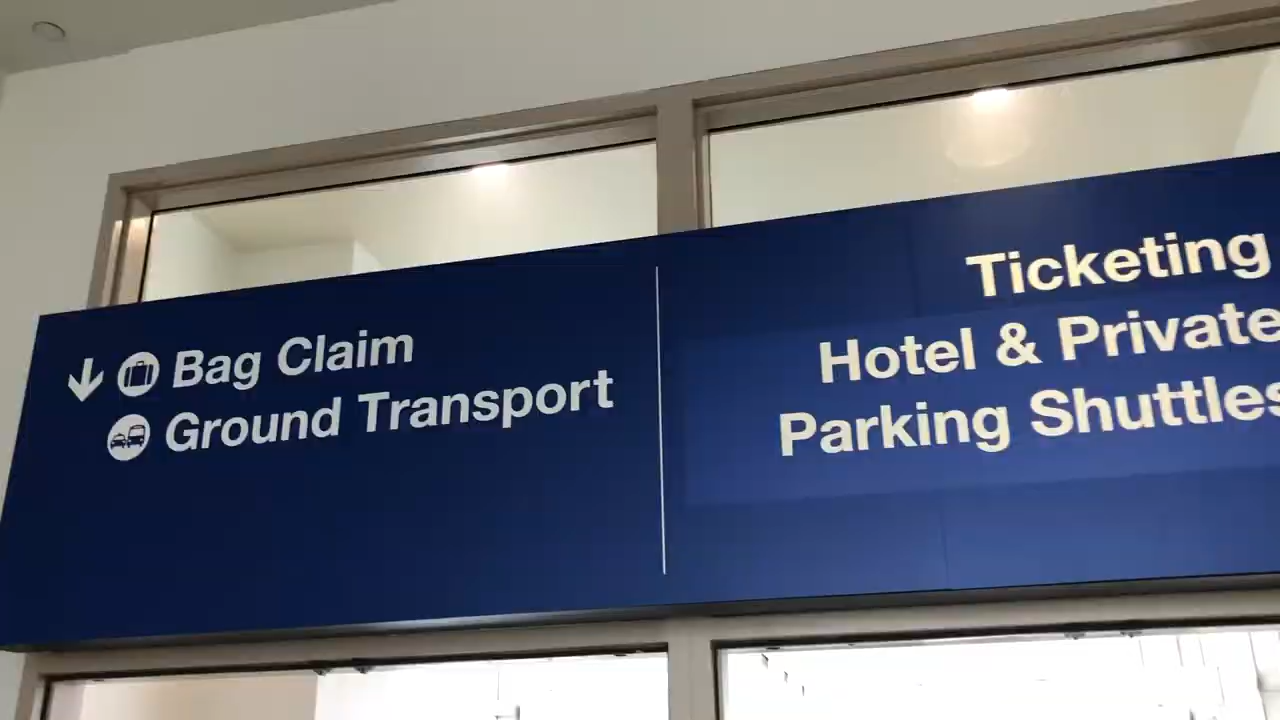 Bag Claim
Ground Transport
Ticketing
Hotel & Private
Parking Shuttles